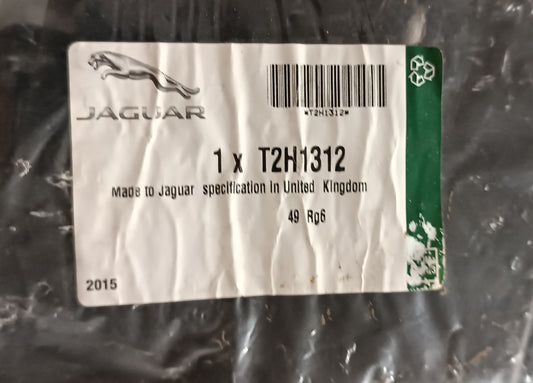 JAGUAR
*T2H1312*
1 x T2H1312
Made to Jaguar specification in United Kingdom
49 Rg6
2015